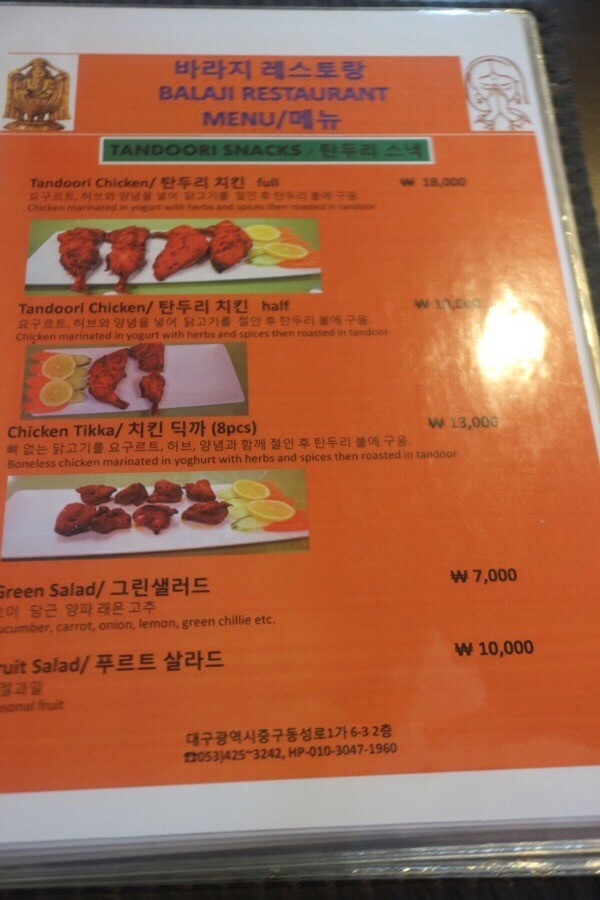 바라지 레스토랑
BALAJI RESTAURANT
MENU/메뉴
TANDOORI SNACKS / 탄두리 스낵
Tandoori Chicken/ 탄두리 치킨 full ₩ 18,000
요구르트, 허브와 양념을 넣어 닭고기를 절인 후 탄두리 불에 구움.
Chicken marinated in yogurt with herbs and spices then roasted in tandoor
Tandoori Chicken/ 탄두리 치킨 half ₩
요구르트, 허브와 양념을 넣어 닭고기를 절인 후 탄두리 불에 구움.
Chicken marinated in yogurt with herbs and spices then roasted in tandoor
Chicken Tikka/ 치킨 딕까 (8pcs) ₩ 13,000
뼈 없는 닭고기를 요구르트, 허브, 양념과 함께 절인 후 탄두리 불에 구움.
Boneless chicken marinated in yoghurt with herbs and spices then roasted in tandoor
Green Salad/ 그린샐러드 ₩ 7,000
오이 당근 양파 래몬 고추
ucumber, carrot, onion, lemon, green chillie etc.
ruit Salad/ 푸르트 살라드 ₩ 10,000
절과일
sonal fruit
대구광역시중구동성로1가 6-3 2층
☎053)425~3242, HP-010-3047-1960